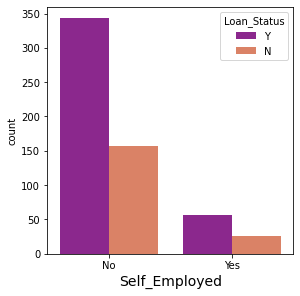 Loan_Status
Y
N
count
350
300
250
200
150
100
50
0
No
Yes
Self_Employed